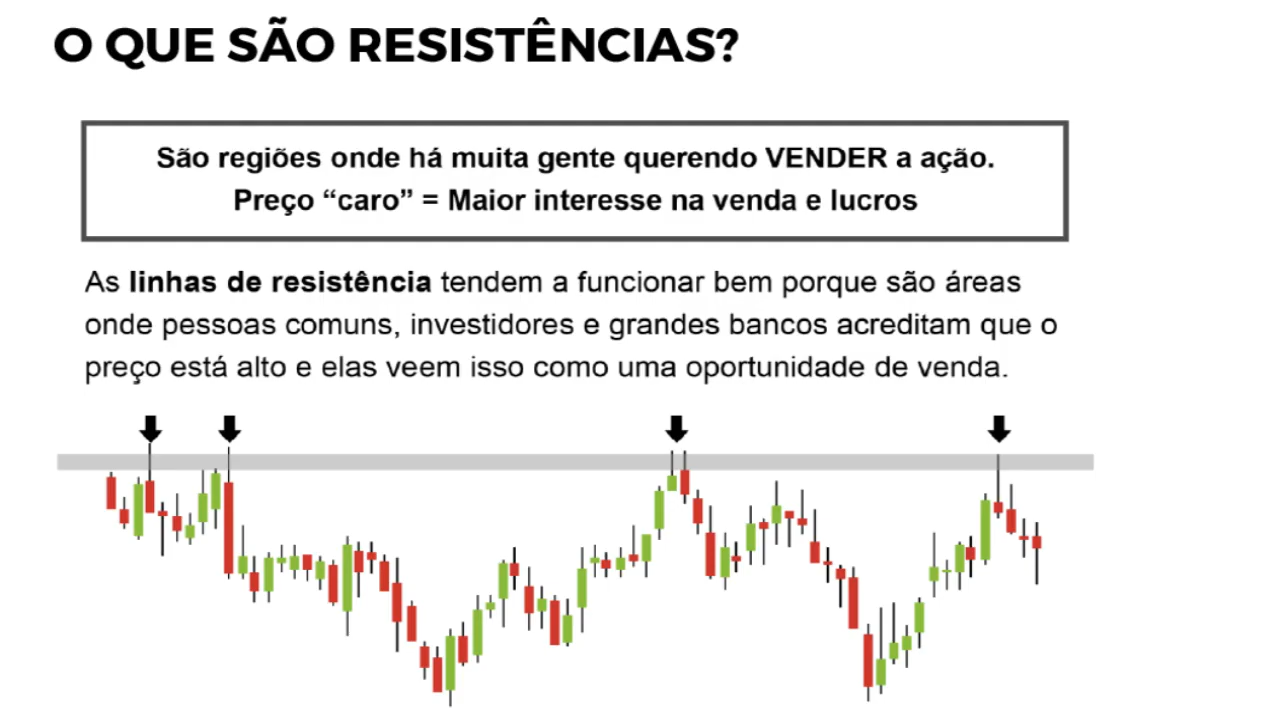 O QUE SÃO RESISTÊNCIAS?
São regiões onde há muita gente querendo VENDER a ação.
Preço “caro” = Maior interesse na venda e lucros
As linhas de resistência tendem a funcionar bem porque são áreas
onde pessoas comuns, investidores e grandes bancos acreditam que o
preço está alto e elas veem isso como uma oportunidade de venda.